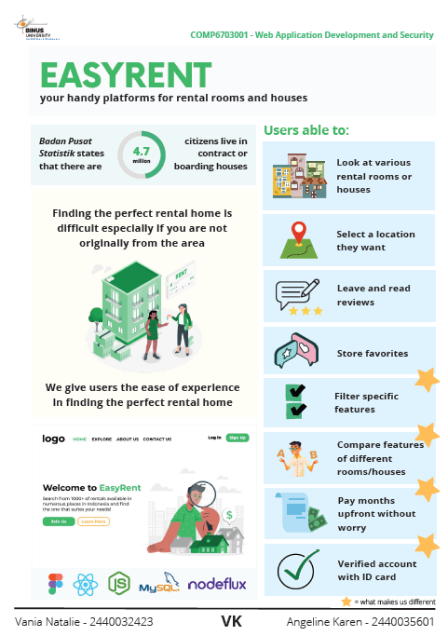 BINUS
UNIVERSITY
COMP6703001 - Web Application Development and Security
EASYRENT
your handy platforms for rental rooms and houses
Badan Pusat
Statistik states
that there are
4.7
million
citizens live in
contract or
boarding houses
Finding the perfect rental home is
difficult especially if you are not
originally from the area
RENT
We give users the ease of experience
in finding the perfect rental home
logo
HOME
EXPLORE
ABOUT US
CONTACT US
Log In
Sign Up
Welcome to EasyRent
Search from 1000+ of rentals available in
numerous places in Indonesia and find
the one that suites your needs!
Join Us
Learn More
$
JS
MySQL
nodeflux
Users able to:
Look at various
rental rooms or
houses
Select a location
they want
Leave and read
reviews
Store favorites
Filter specific
features
A
B
Compare features
of different
rooms/houses
Pay months
upfront without
worry
Verified account
with ID card
= what makes us different
Vania Natalie - 2440032423
VK
Angeline Karen - 2440035601